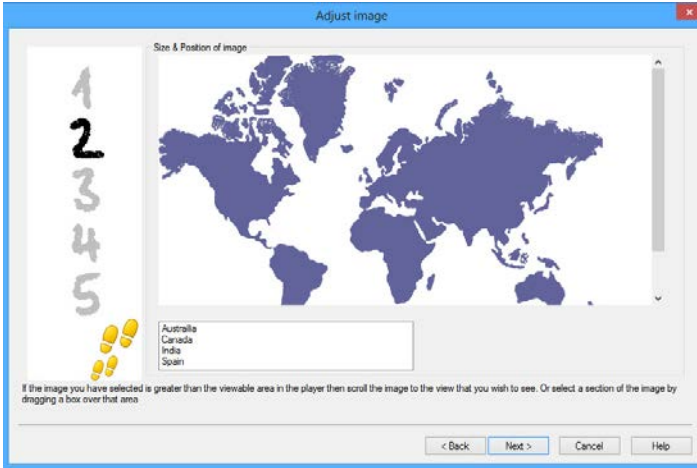 Adjust image
1
2
3
4
5
Size & Position of image
Austrailia
Canada
India
Spain
If the image you have selected is greater than the viewable area in the player then scroll the image to the view that you wish to see. Or select a section of the image by
dragging a box over that area
< Back
Next >
Cancel
Help